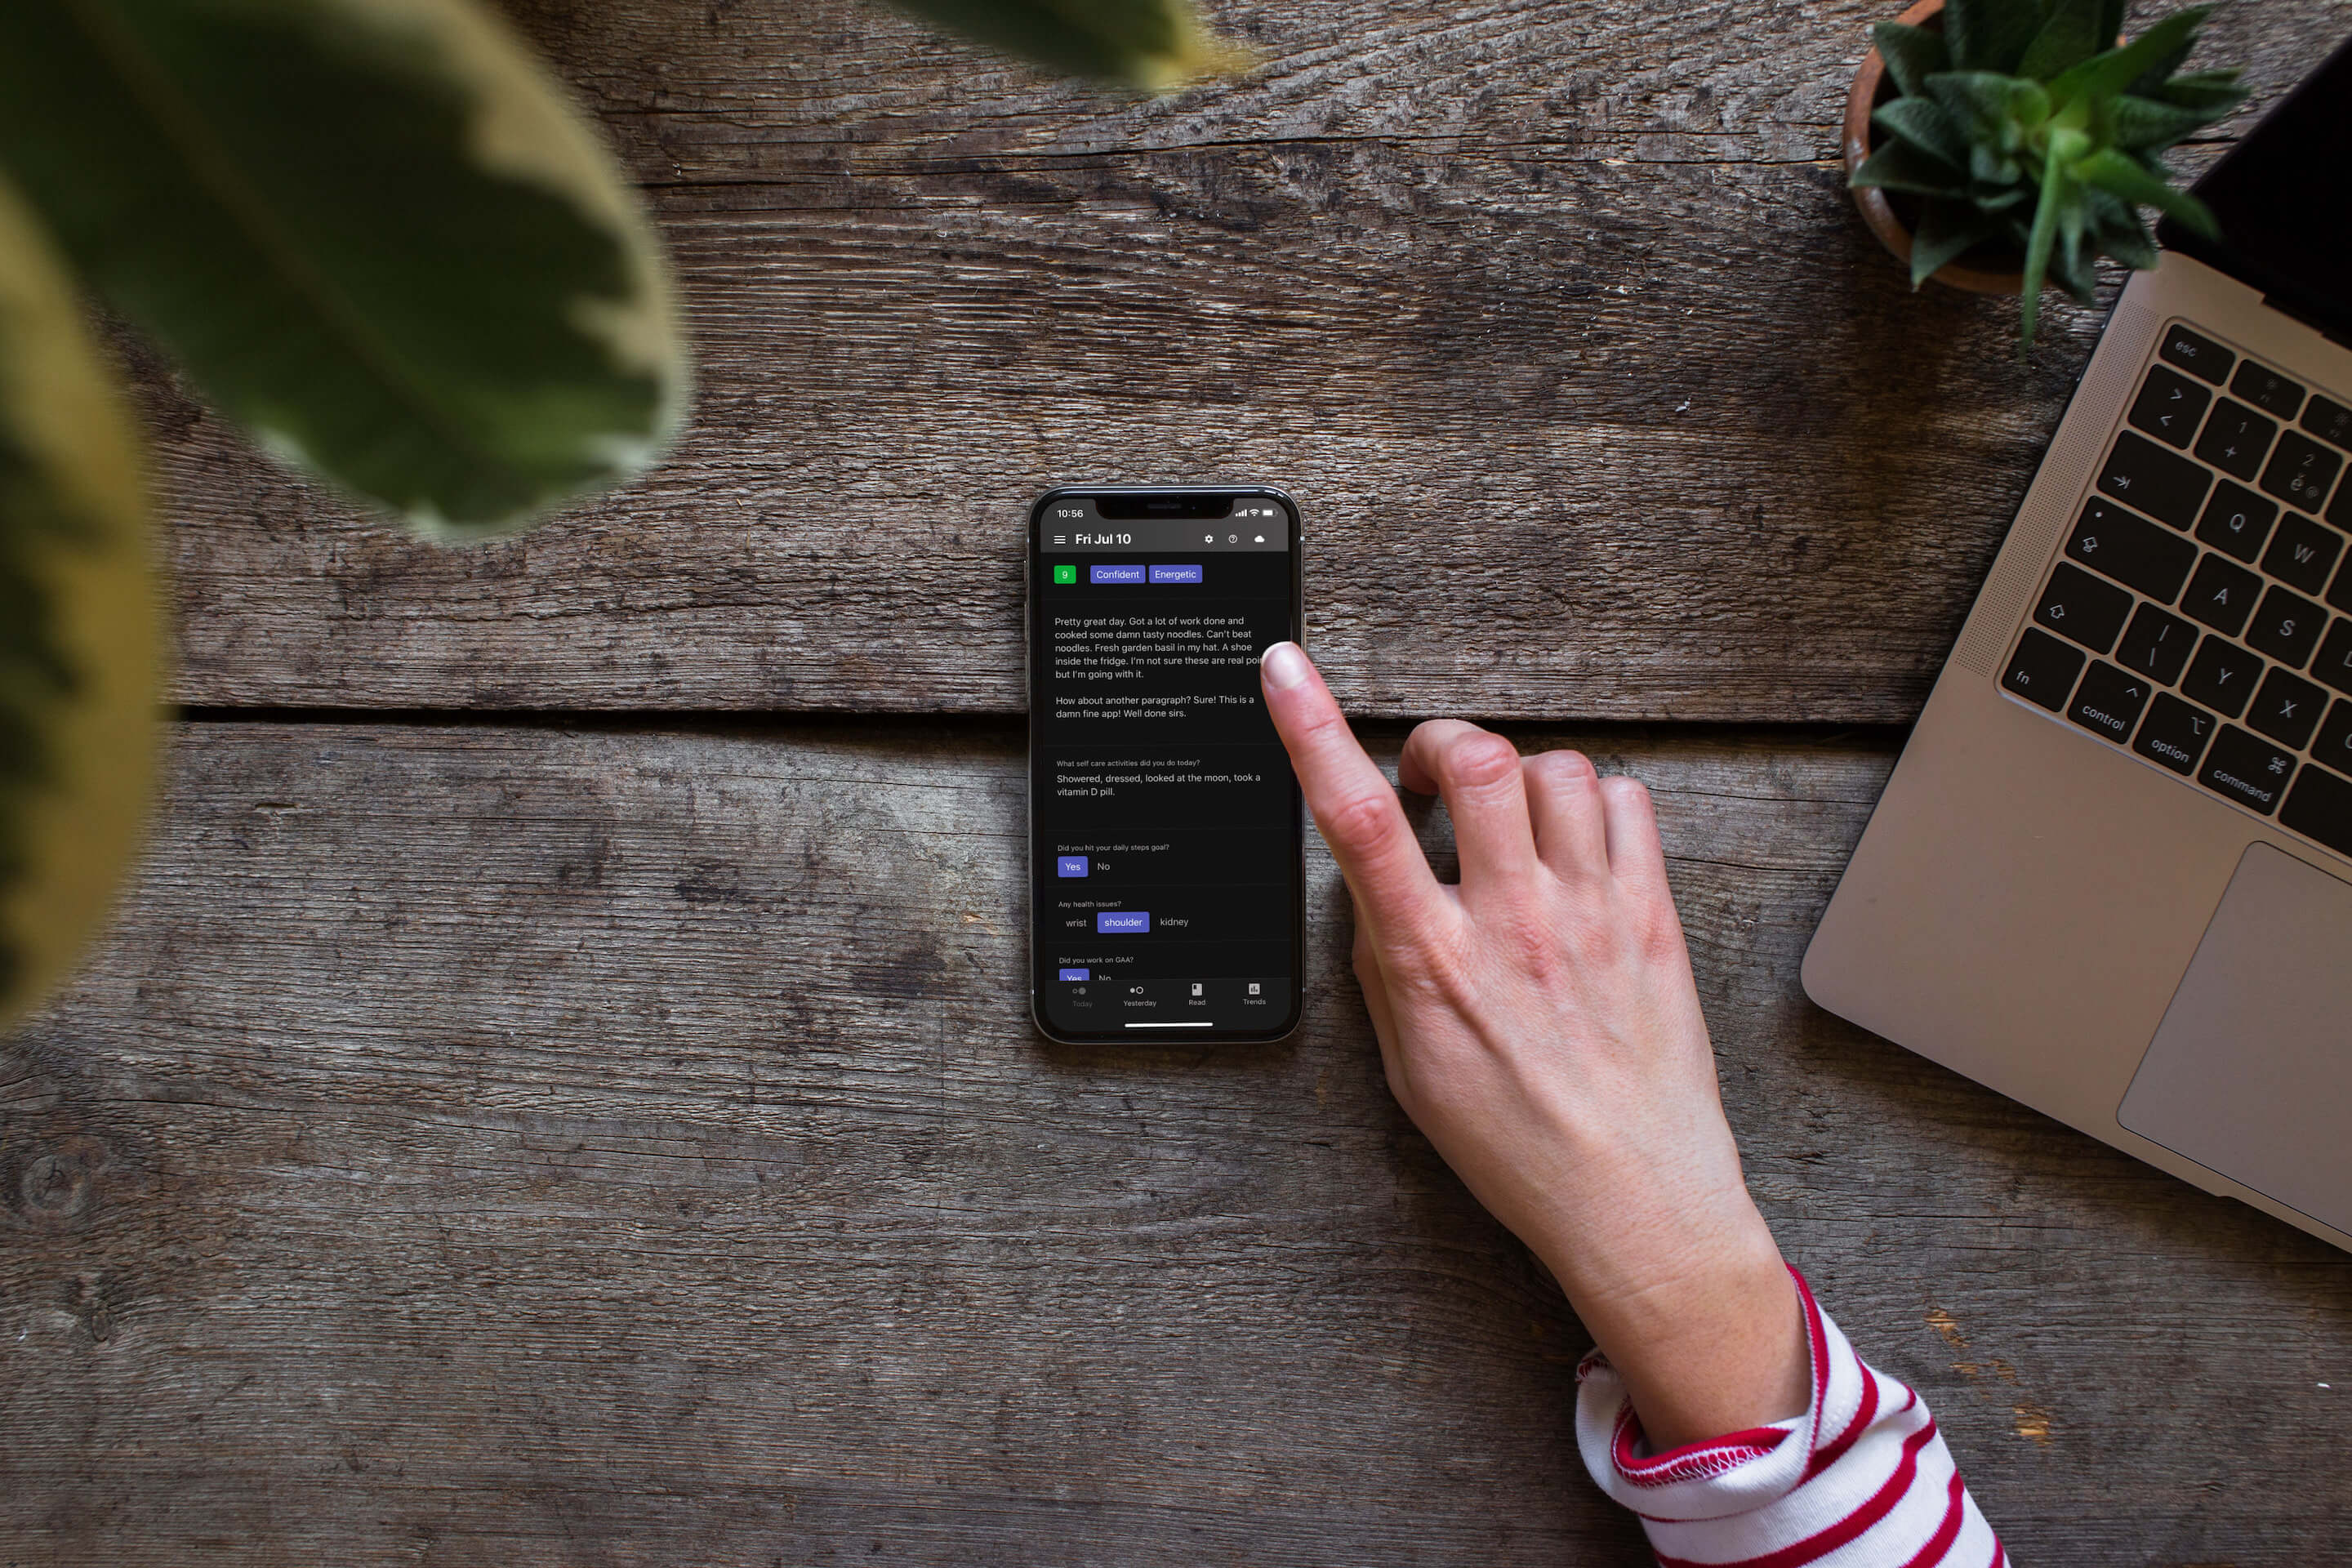 10:56
Fri Jul 10
9 Confident Energetic
Pretty great day. Got a lot of work done and
cooked some damn tasty noodles. Can't beat
noodles. Fresh garden basil in my hat. A shoe
inside the fridge. I'm not sure these are real poi
but I'm going with it.
How about another paragraph? Sure! This is a
damn fine app! Well done sirs.
What self care activities did you do today?
Showered, dressed, looked at the moon, took a
vitamin D pill.
Did you hit your daily steps goal?
Yes No
Any health issues?
wrist shoulder kidney
Did you work on GAA?
Yes No
Today Yesterday Read Trends
esc
> <
1 +
2 ě @
Q W
A S
Y X
fn control option command